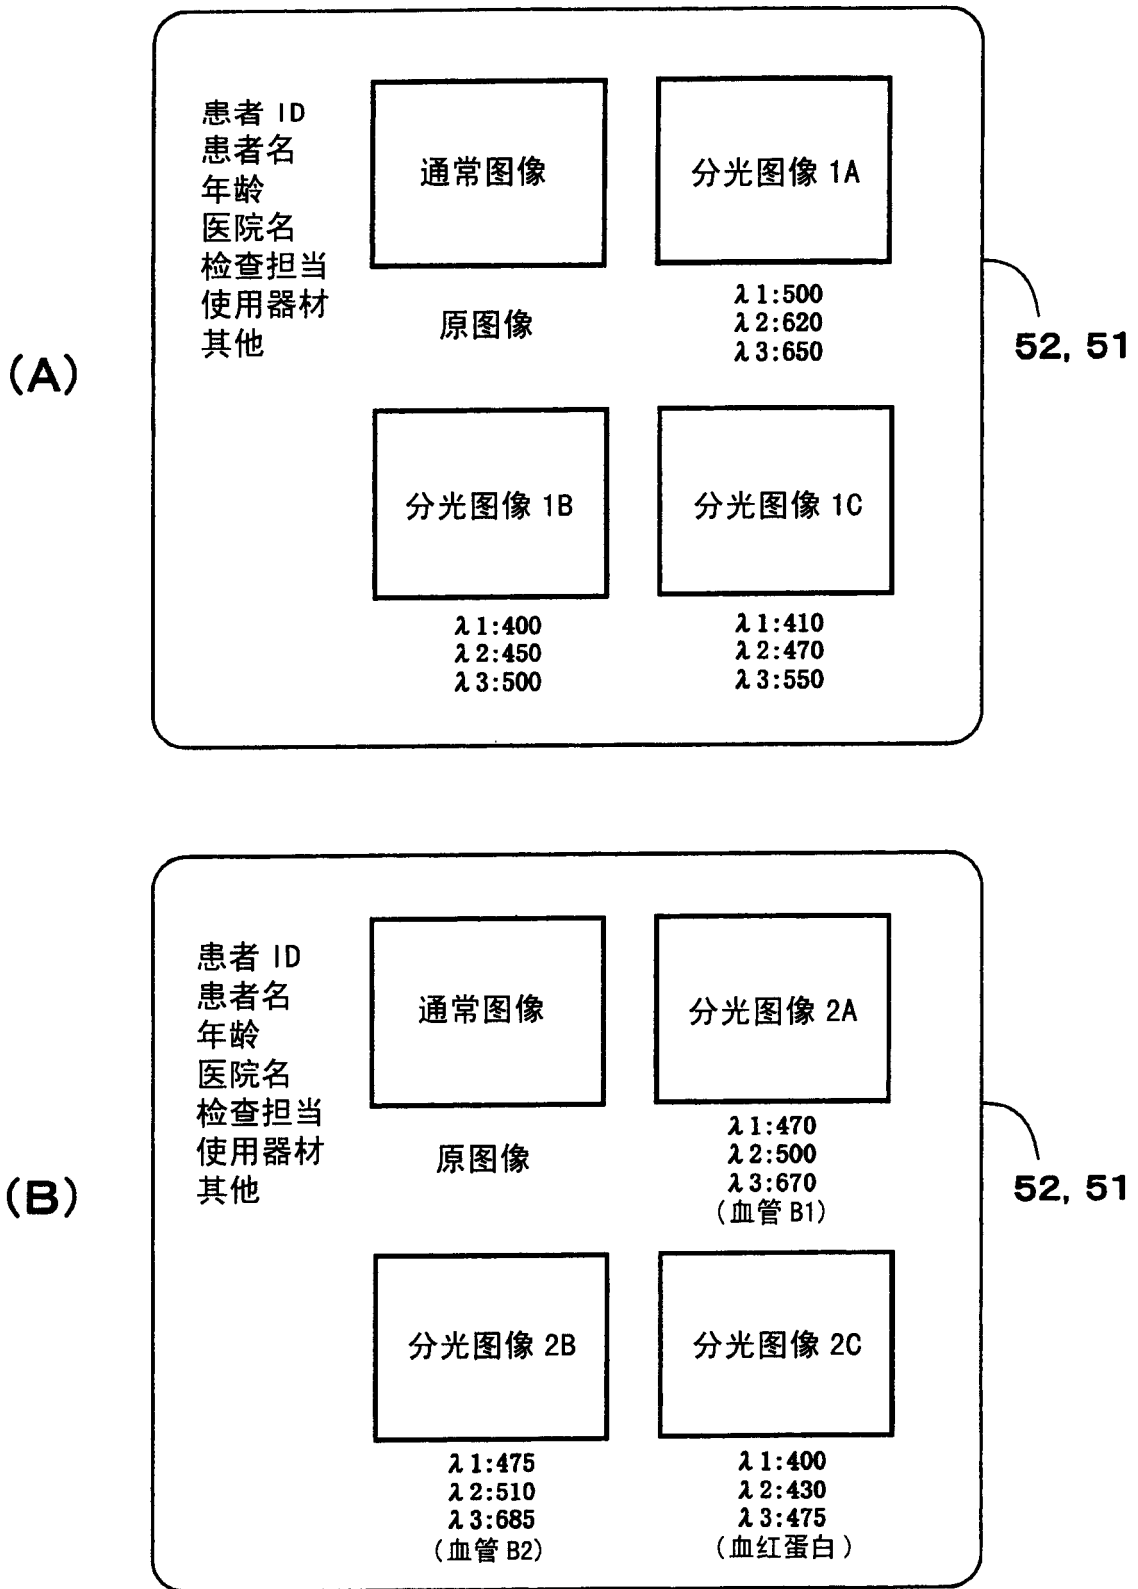 (A)
患者 ID
患者名
年龄
医院名
检查担当
使用器材
其他
通常图像
原图像
分光图像 1A
λ1:500
λ2:620
λ3:650
分光图像 1B
λ1:400
λ2:450
λ3:500
分光图像 1C
λ1:410
λ2:470
λ3:550
52, 51
(B)
患者 ID
患者名
年龄
医院名
检查担当
使用器材
其他
通常图像
原图像
分光图像 2A
λ1:470
λ2:500
λ3:670
(血管 B1)
分光图像 2B
λ1:475
λ2:510
λ3:685
(血管 B2)
分光图像 2C
λ1:400
λ2:430
λ3:475
(血红蛋白)
52, 51